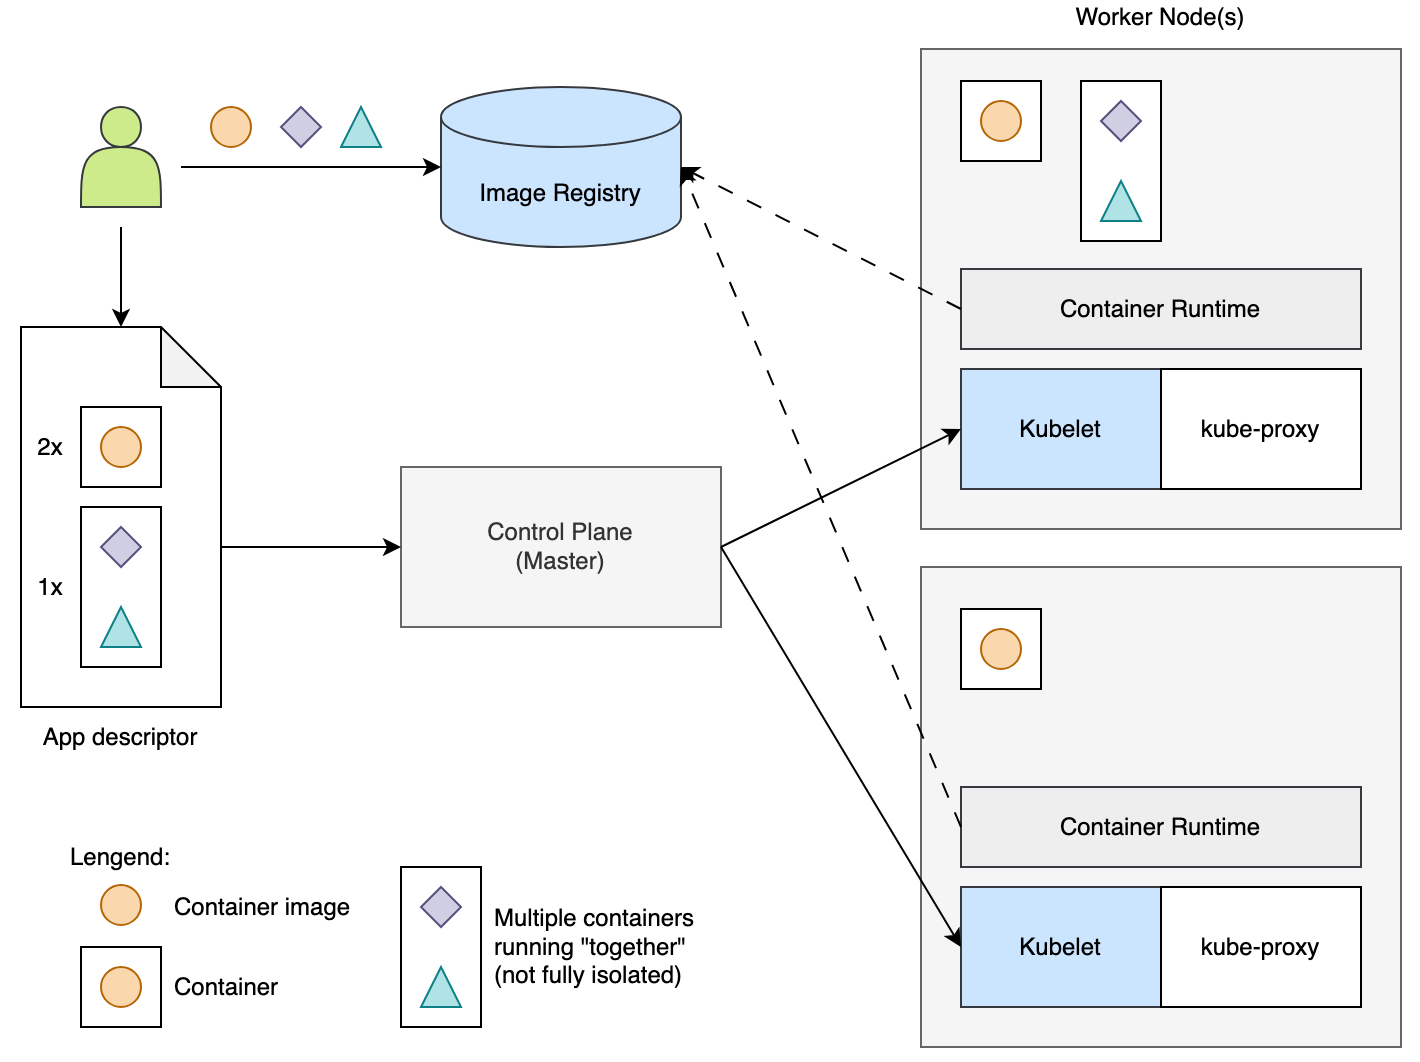 Worker Node(s)
Image Registry
Container Runtime
Kubelet
kube-proxy
2x
1x
App descriptor
Control Plane
(Master)
Container Runtime
Kubelet
kube-proxy
Lengend:
Container image
Container
Multiple containers
running "together"
(not fully isolated)